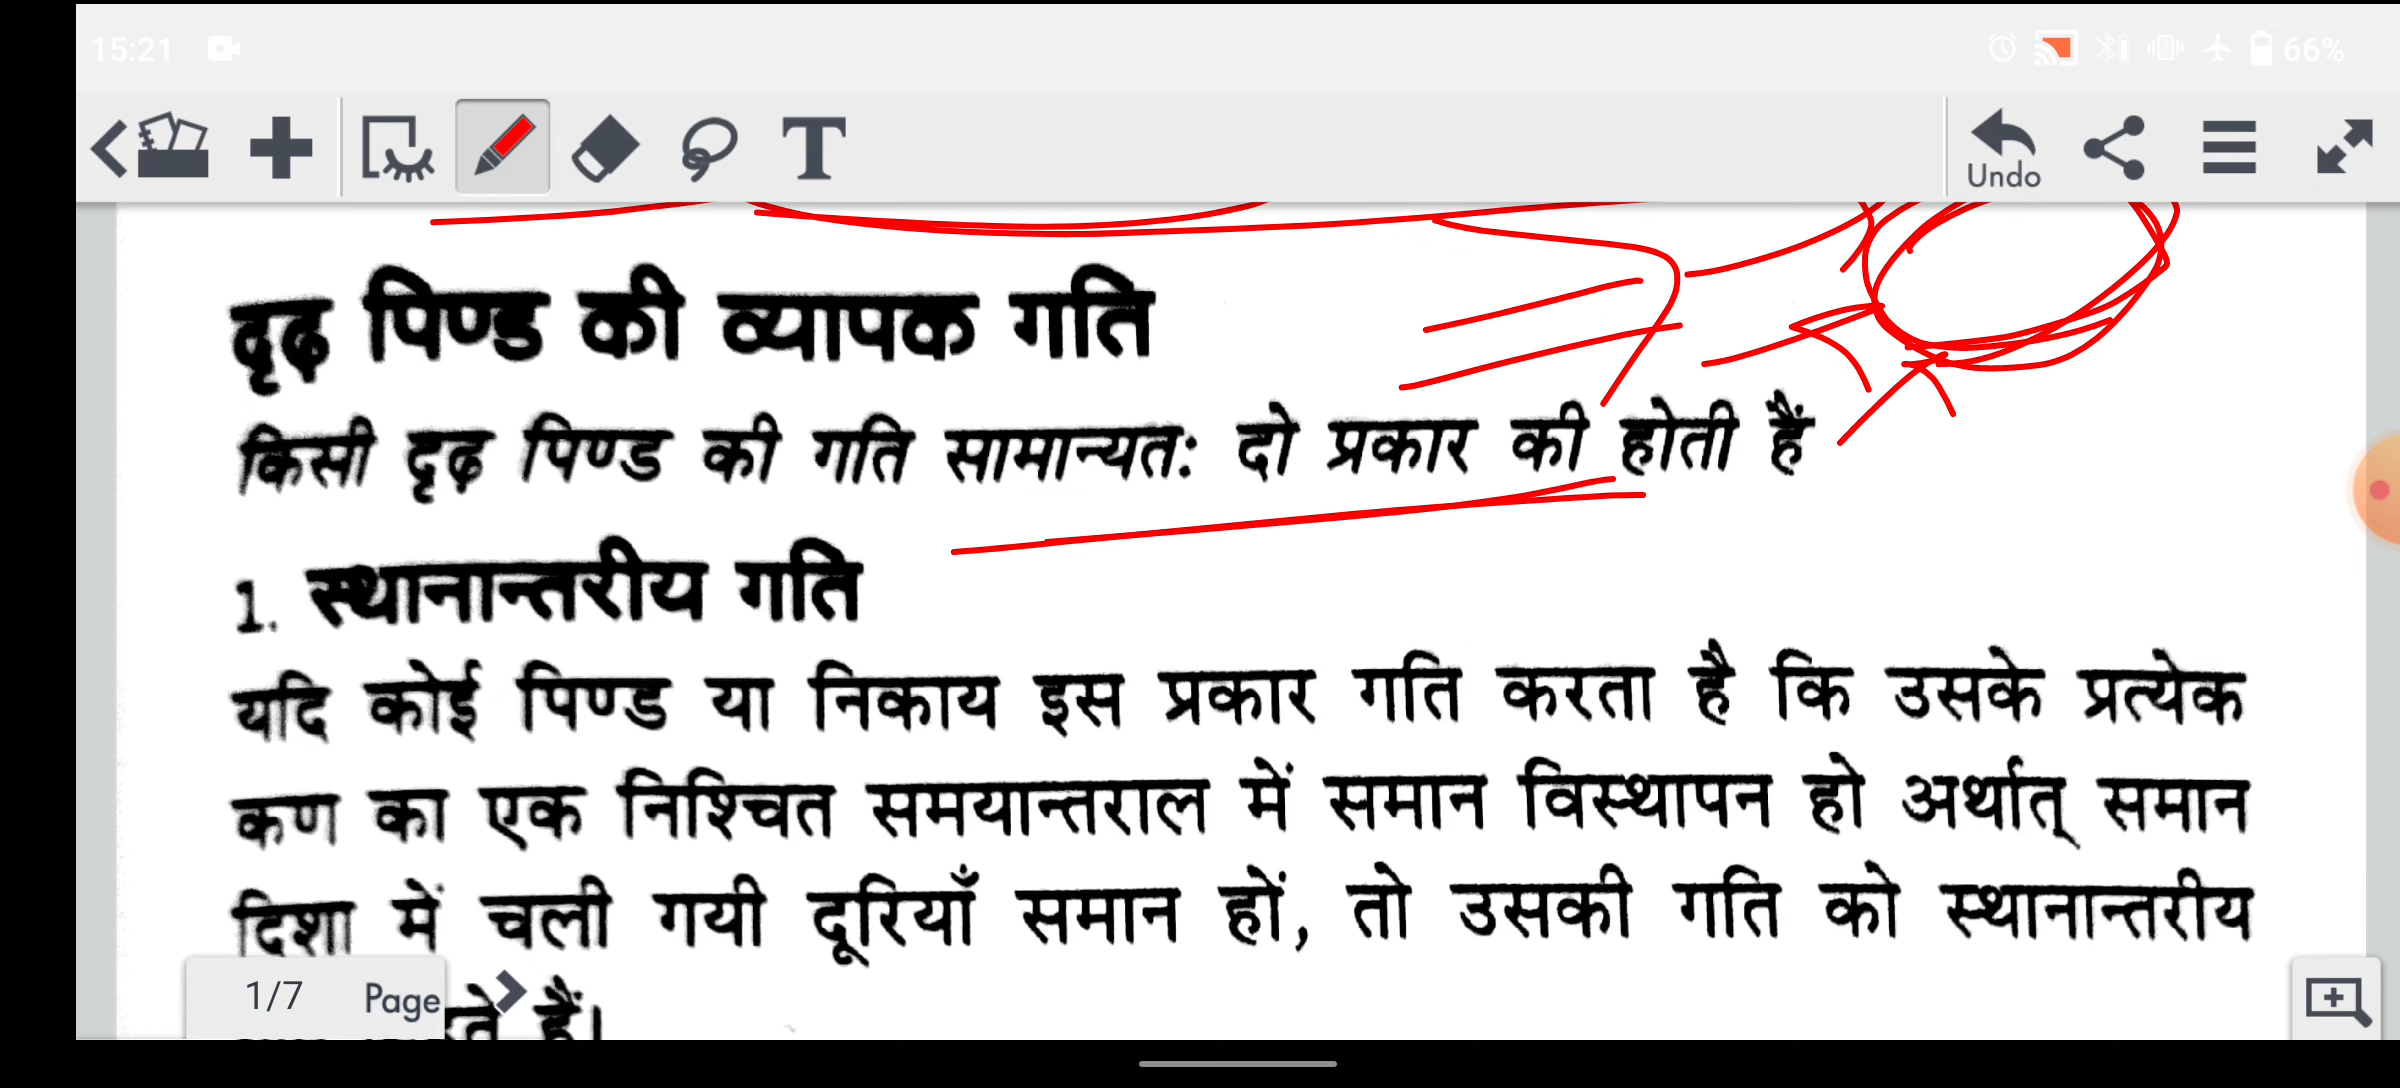 15:21 66%
Undo
दृढ़ पिण्ड की व्यापक गति
किसी दृढ़ पिण्ड की गति सामान्यतः दो प्रकार की होती हैं
1. स्थानान्तरीय गति
यदि कोई पिण्ड या निकाय इस प्रकार गति करता है कि उसके प्रत्येक
कण का एक निश्चित समयान्तराल में समान विस्थापन हो अर्थात् समान
दिशा में चली गयी दूरियाँ समान हों, तो उसकी गति को स्थानान्तरीय
1/7 Page हैं।